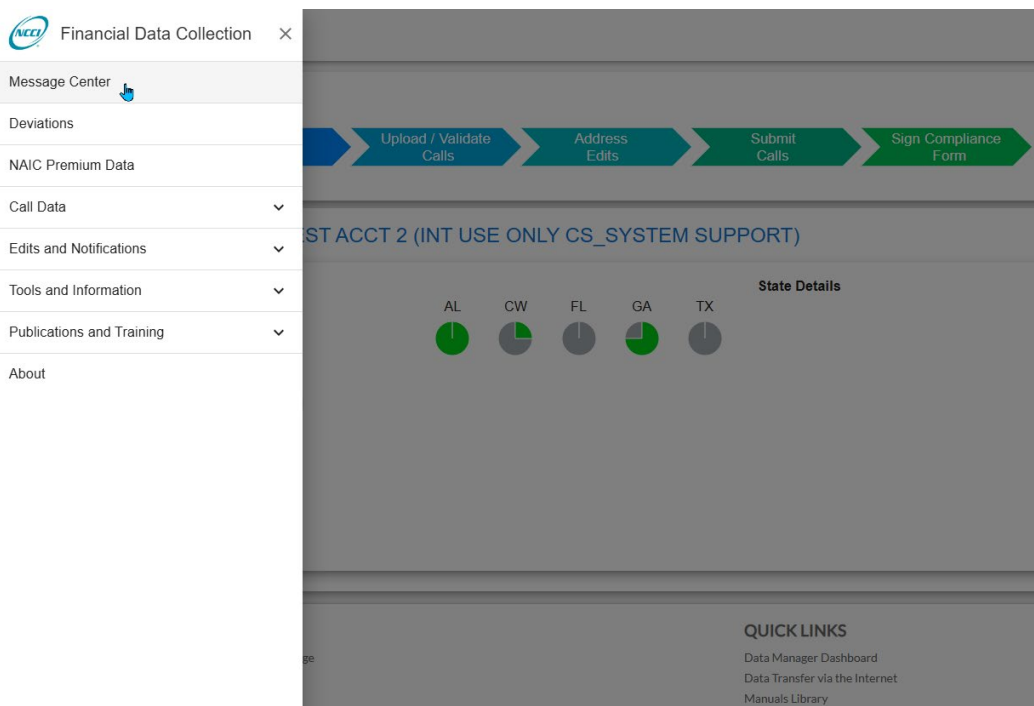 NCCI
Financial Data Collection
Message Center
Deviations
NAIC Premium Data
Call Data
Edits and Notifications
Tools and Information
Publications and Training
About
Upload / Validate
Calls
Address
Edits
Submit
Calls
Sign Compliance
Form
ST ACCT 2 (INT USE ONLY CS_SYSTEM SUPPORT)
State Details
AL CW FL GA TX
QUICK LINKS
ge
Data Manager Dashboard
Data Transfer via the Internet
Manuals Library